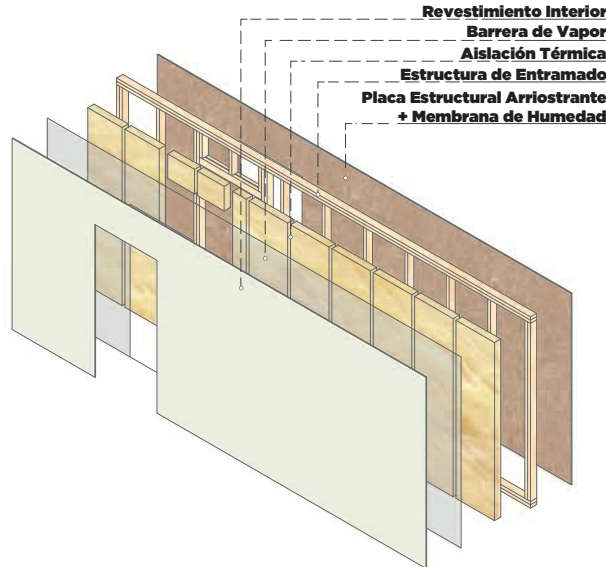 Revestimiento Interior
Barrera de Vapor
Aislación Térmica
Estructura de Entramado
Placa Estructural Arriostrante
+ Membrana de Humedad